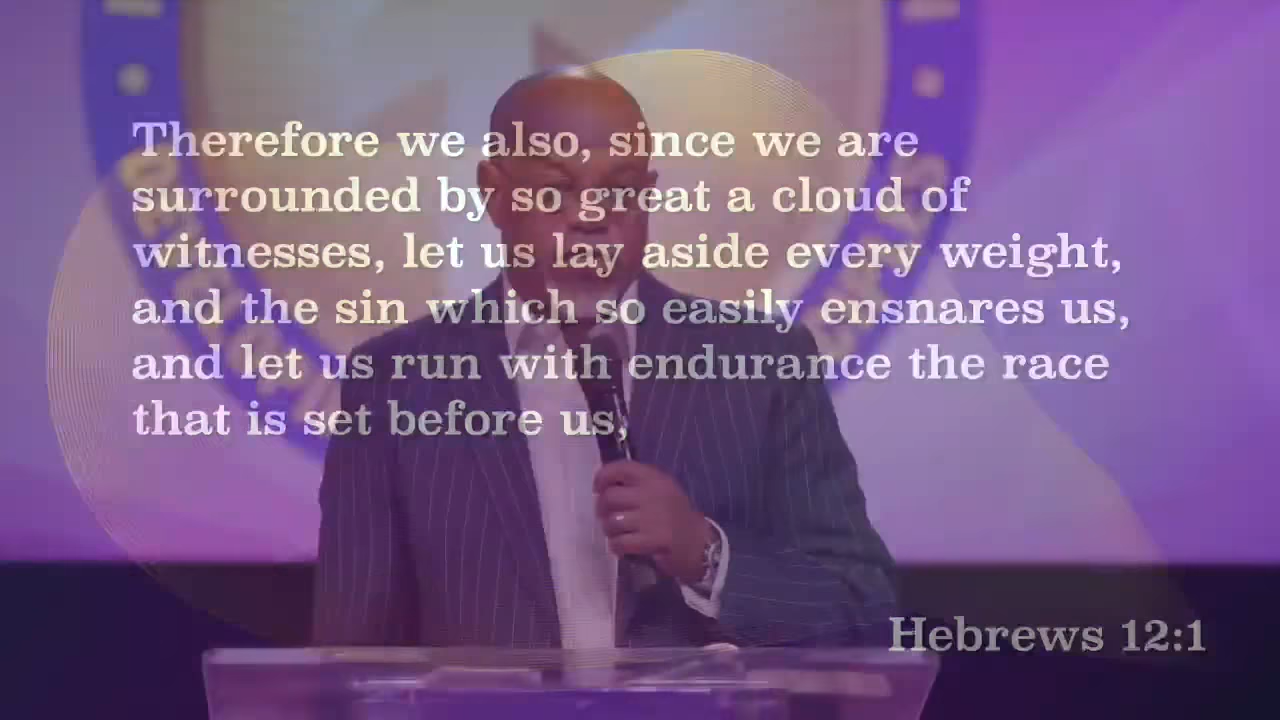 Therefore we also, since we are
surrounded by so great a cloud of
witnesses, let us lay aside every weight,
and the sin which so easily ensnares us,
and let us run with endurance the race
that is set before us,
Hebrews 12:1